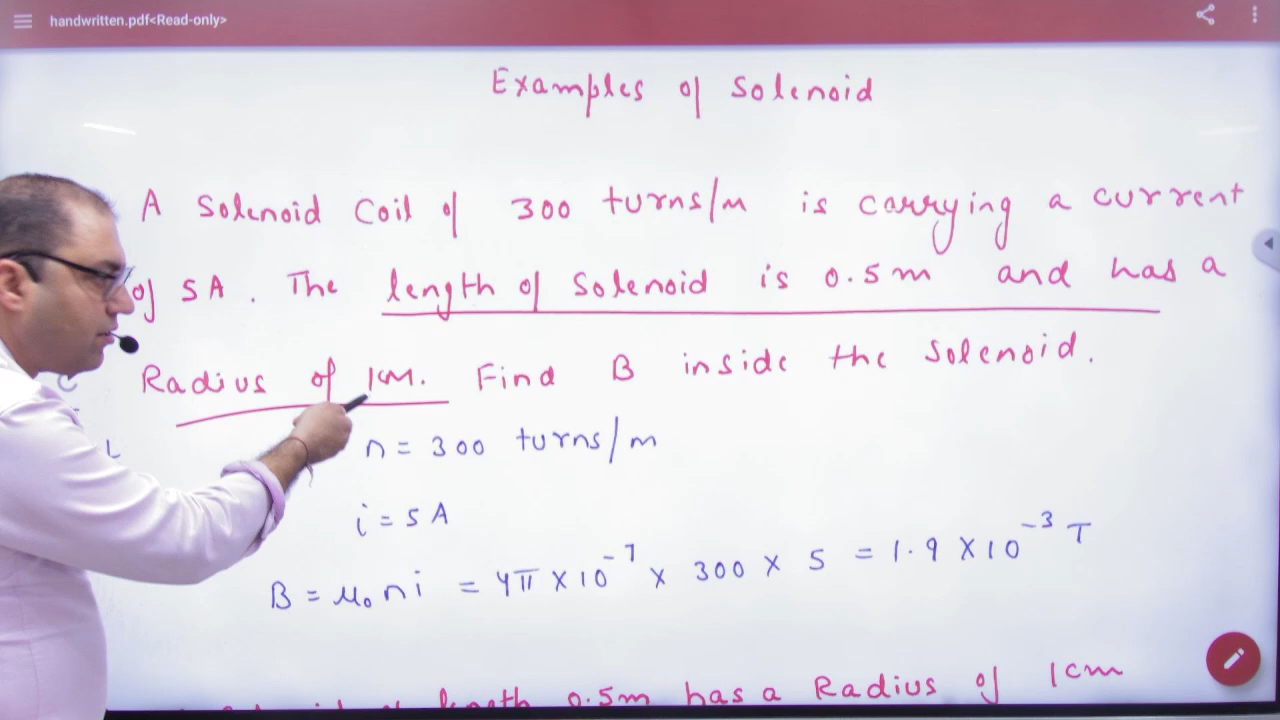 handwritten.pdf<Read-only>
Examples of Solenoid
A Solenoid Coil of 300 turns/m is carrying a current
of 5A. The length of Solenoid is 0.5m and has a
Radius of 1cm. Find B inside the Solenoid.
n = 300 turns/m
i = 5A
B = μ₀ni = 4π × 10⁻⁷ × 300 × 5 = 1.9 × 10⁻³ T
length 0.5m has a Radius of 1cm